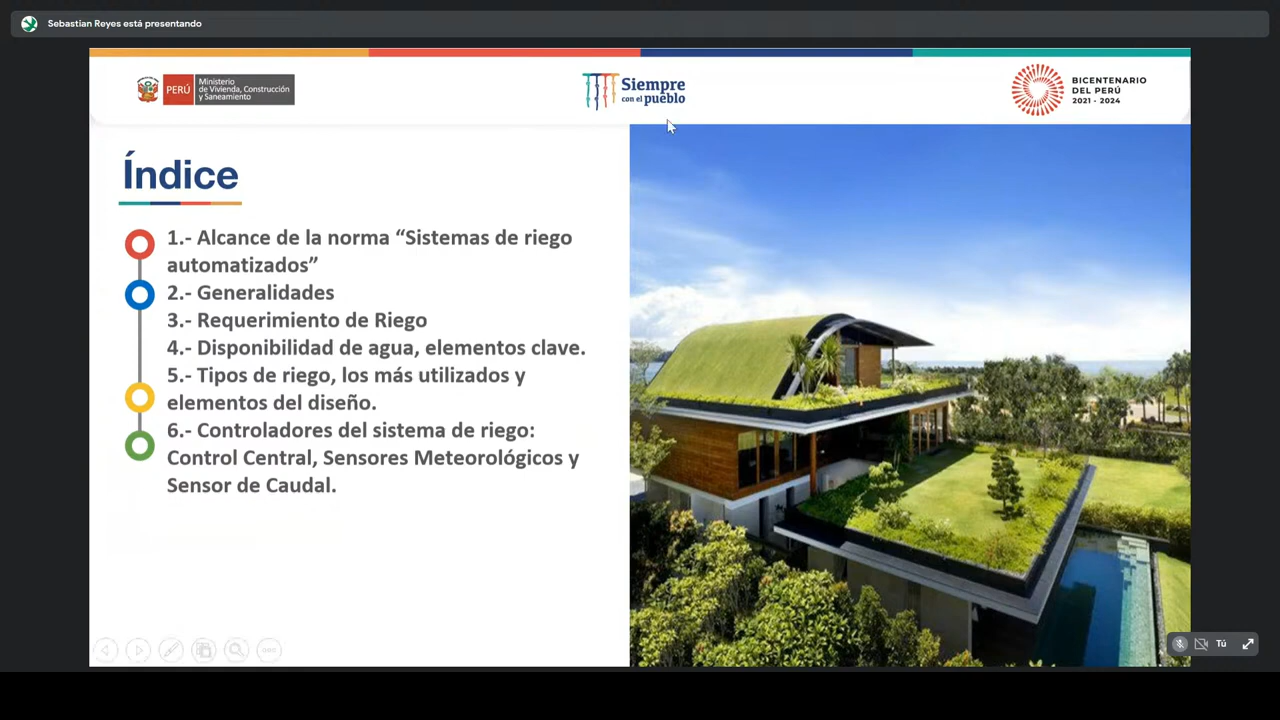 Sebastian Reyes está presentando
PERÚ
Ministerio
de Vivienda, Construcción
y Saneamiento
Siempre
con el pueblo
BICENTENARIO
DEL PERÚ
2021 - 2024
Índice
1.- Alcance de la norma “Sistemas de riego
automatizados”
2.- Generalidades
3.- Requerimiento de Riego
4.- Disponibilidad de agua, elementos clave.
5.- Tipos de riego, los más utilizados y
elementos del diseño.
6.- Controladores del sistema de riego:
Control Central, Sensores Meteorológicos y
Sensor de Caudal.
Tú